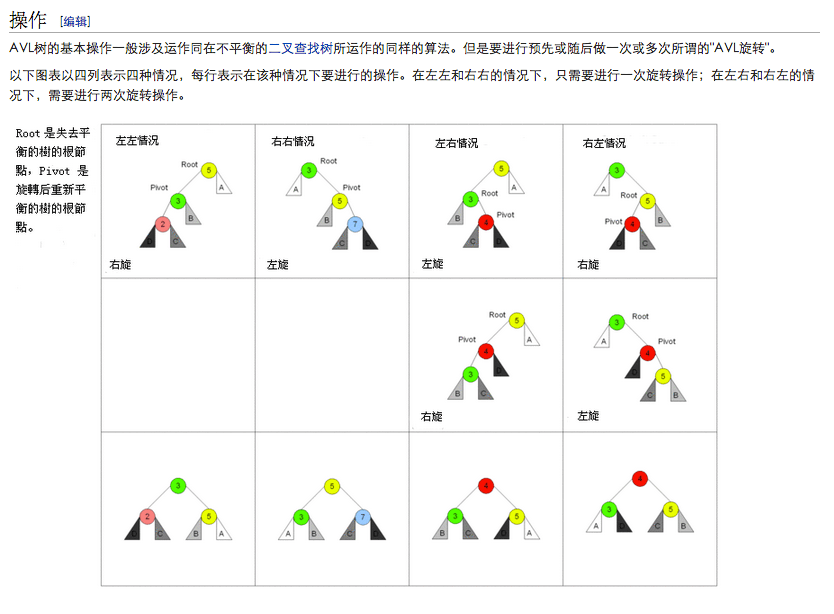 操作 [编辑]
AVL树的基本操作一般涉及运作同在不平衡的二叉查找树所运作的同样的算法。但是要进行预先或随后做一次或多次所谓的"AVL旋转"。
以下图表以四列表示四种情况，每行表示在该种情况下要进行的操作。在左左和右右的情况下，只需要进行一次旋转操作；在左右和右左的情
况下，需要进行两次旋转操作。
Root 是失去平
衡的樹的根節
點，Pivot 是
旋轉后重新平
衡的樹的根節
點。
左左情況
Root 5
A
Pivot 3
B
2
D C
右旋
右右情況
3 Root
A
Pivot
5
B
7
C D
左旋
左右情況
5
A
3 Root
B
4 Pivot
C D
左旋
右左情況
3
A
Root 5
Pivot 4 B
D C
右旋
Root 5
A
Pivot 4
D
3
B C
右旋
3 Root
A
Pivot
4
D
5
C B
左旋
3
2 5
D C B A
5
3 7
A B C D
4
3 5
B C D A
4
3 5
A D C B